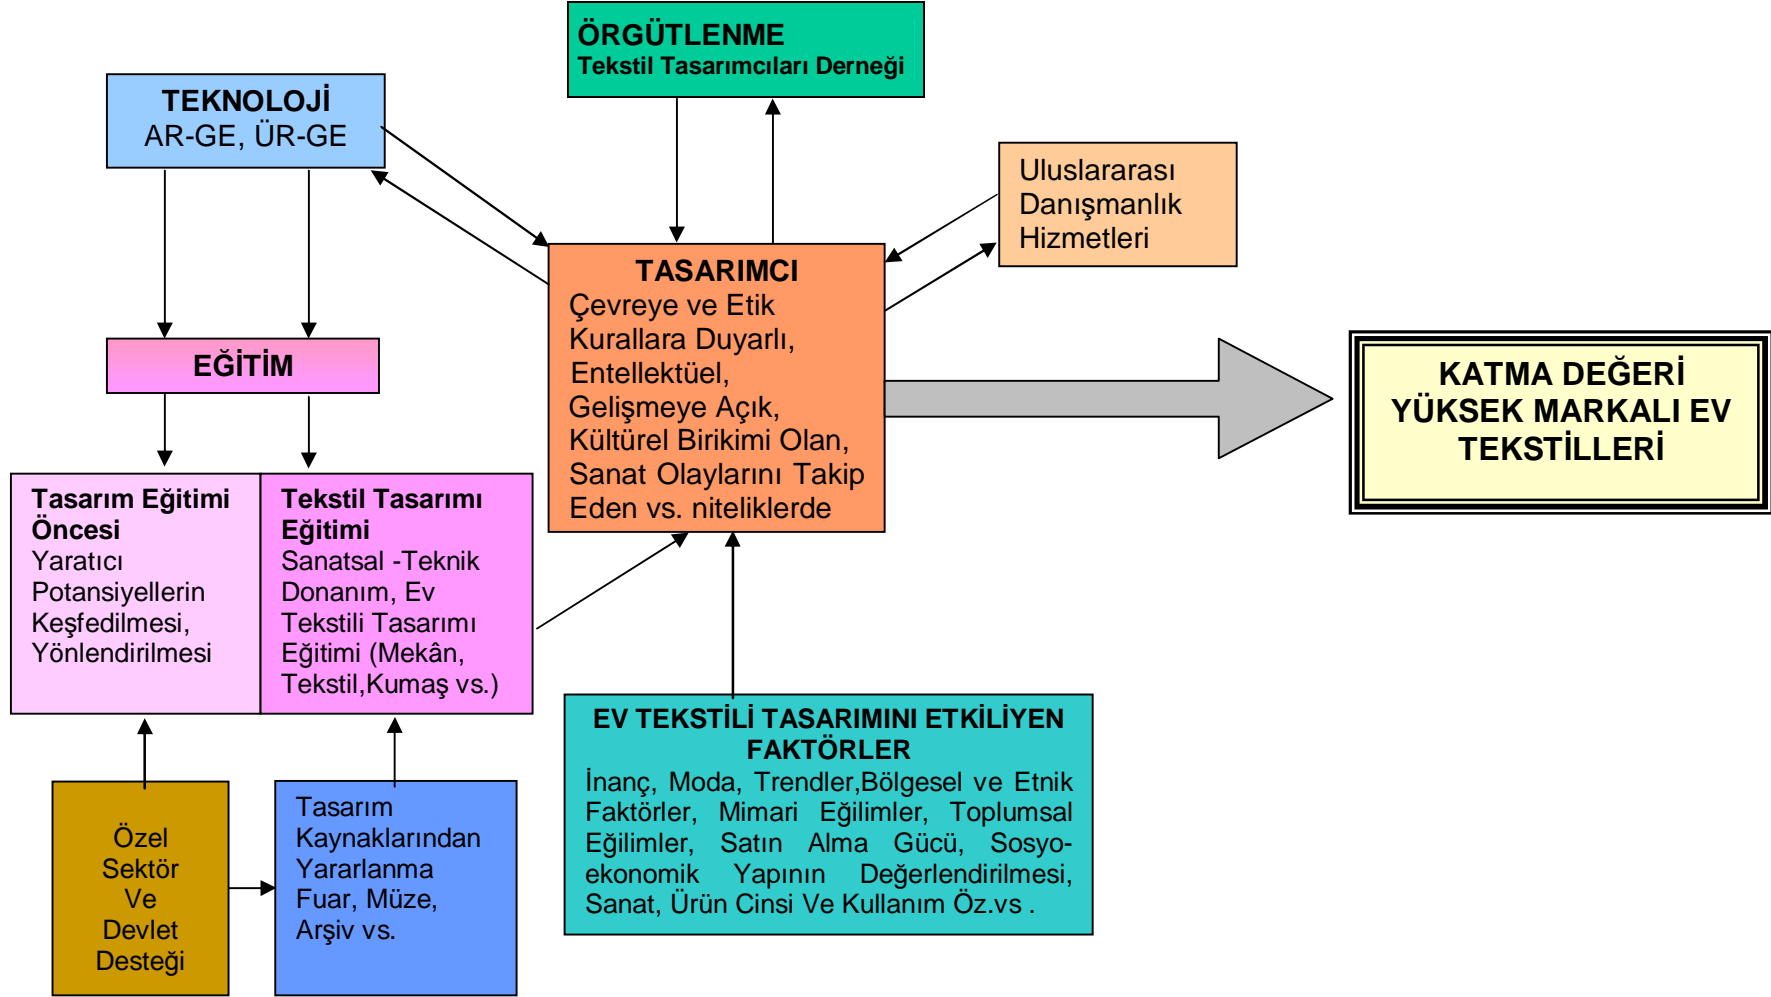 ÖRGÜTLENME
Tekstil Tasarımcıları Derneği
TEKNOLOJİ
AR-GE, ÜR-GE
Uluslararası
Danışmanlık
Hizmetleri
TASARIMCI
Çevreye ve Etik
Kurallara Duyarlı,
Entellektüel,
Gelişmeye Açık,
Kültürel Birikimi Olan,
Sanat Olaylarını Takip
Eden vs. niteliklerde
EĞİTİM
KATMA DEĞERİ
YÜKSEK MARKALI EV
TEKSTİLLERİ
Tasarım Eğitimi
Öncesi
Yaratıcı
Potansiyellerin
Keşfedilmesi,
Yönlendirilmesi
Tekstil Tasarımı
Eğitimi
Sanatsal -Teknik
Donanım, Ev
Tekstili Tasarımı
Eğitimi (Mekân,
Tekstil,Kumaş vs.)
EV TEKSTİLİ TASARIMINI ETKİLİYEN
FAKTÖRLER
İnanç, Moda, Trendler,Bölgesel ve Etnik
Faktörler, Mimari Eğilimler, Toplumsal
Eğilimler, Satın Alma Gücü, Sosyo-
ekonomik Yapının Değerlendirilmesi,
Sanat, Ürün Cinsi Ve Kullanım Öz.vs .
Özel
Sektör
Ve
Devlet
Desteği
Tasarım
Kaynaklarından
Yararlanma
Fuar, Müze,
Arşiv vs.